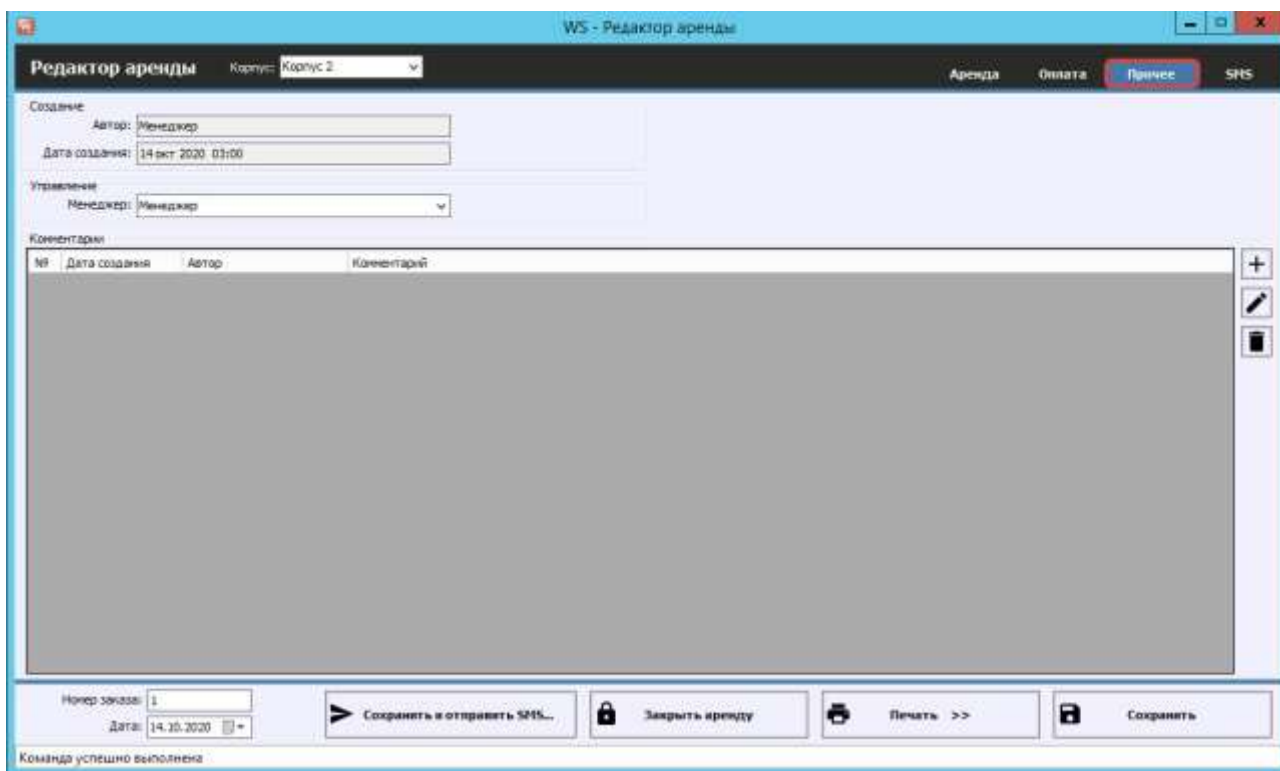 WS - Редактор аренды
Редактор аренды Корпус: Корпус 2 Аренда Оплата Прочее SMS
Создание
Автор: Менеджер
Дата создания: 14 окт 2020 03:00
Управление
Менеджер: Менеджер
Комментарии
№ Дата создания Автор Комментарий
Номер заказа: 1
Дата: 14.10.2020
Сохранить и отправить SMS... Закрыть аренду Печать >> Сохранить
Команда успешно выполнена